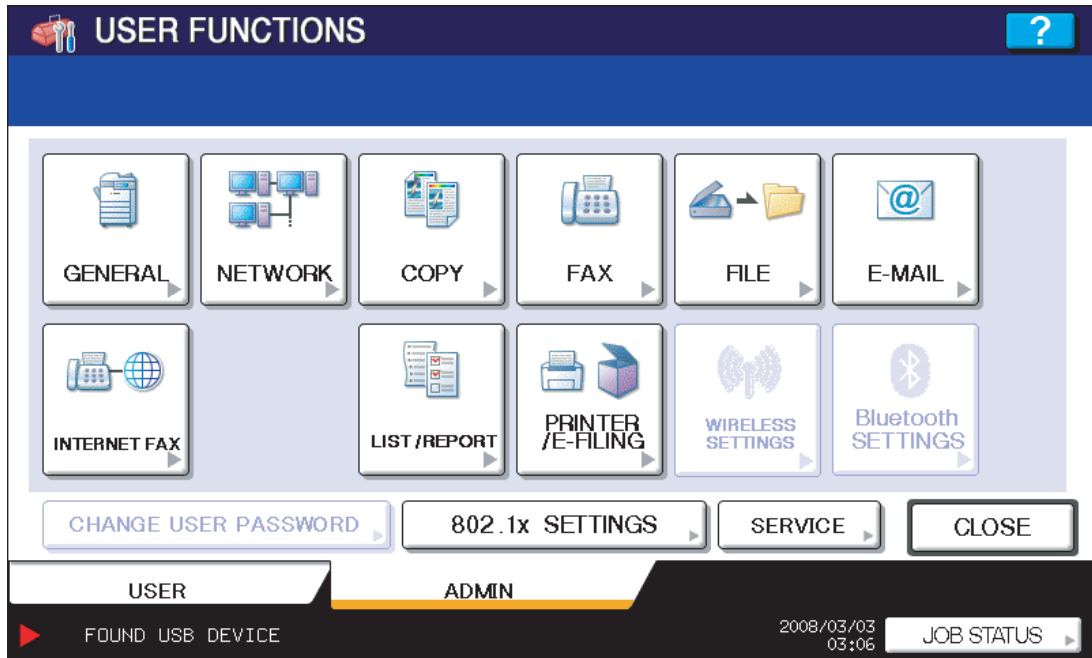 USER FUNCTIONS
?
GENERAL
NETWORK
COPY
FAX
FILE
E-MAIL
@
INTERNET FAX
LIST/REPORT
PRINTER
/E-FILING
WIRELESS
SETTINGS
Bluetooth
SETTINGS
CHANGE USER PASSWORD
802.1x SETTINGS
SERVICE
CLOSE
USER
ADMIN
FOUND USB DEVICE
2008/03/03
03:06
JOB STATUS